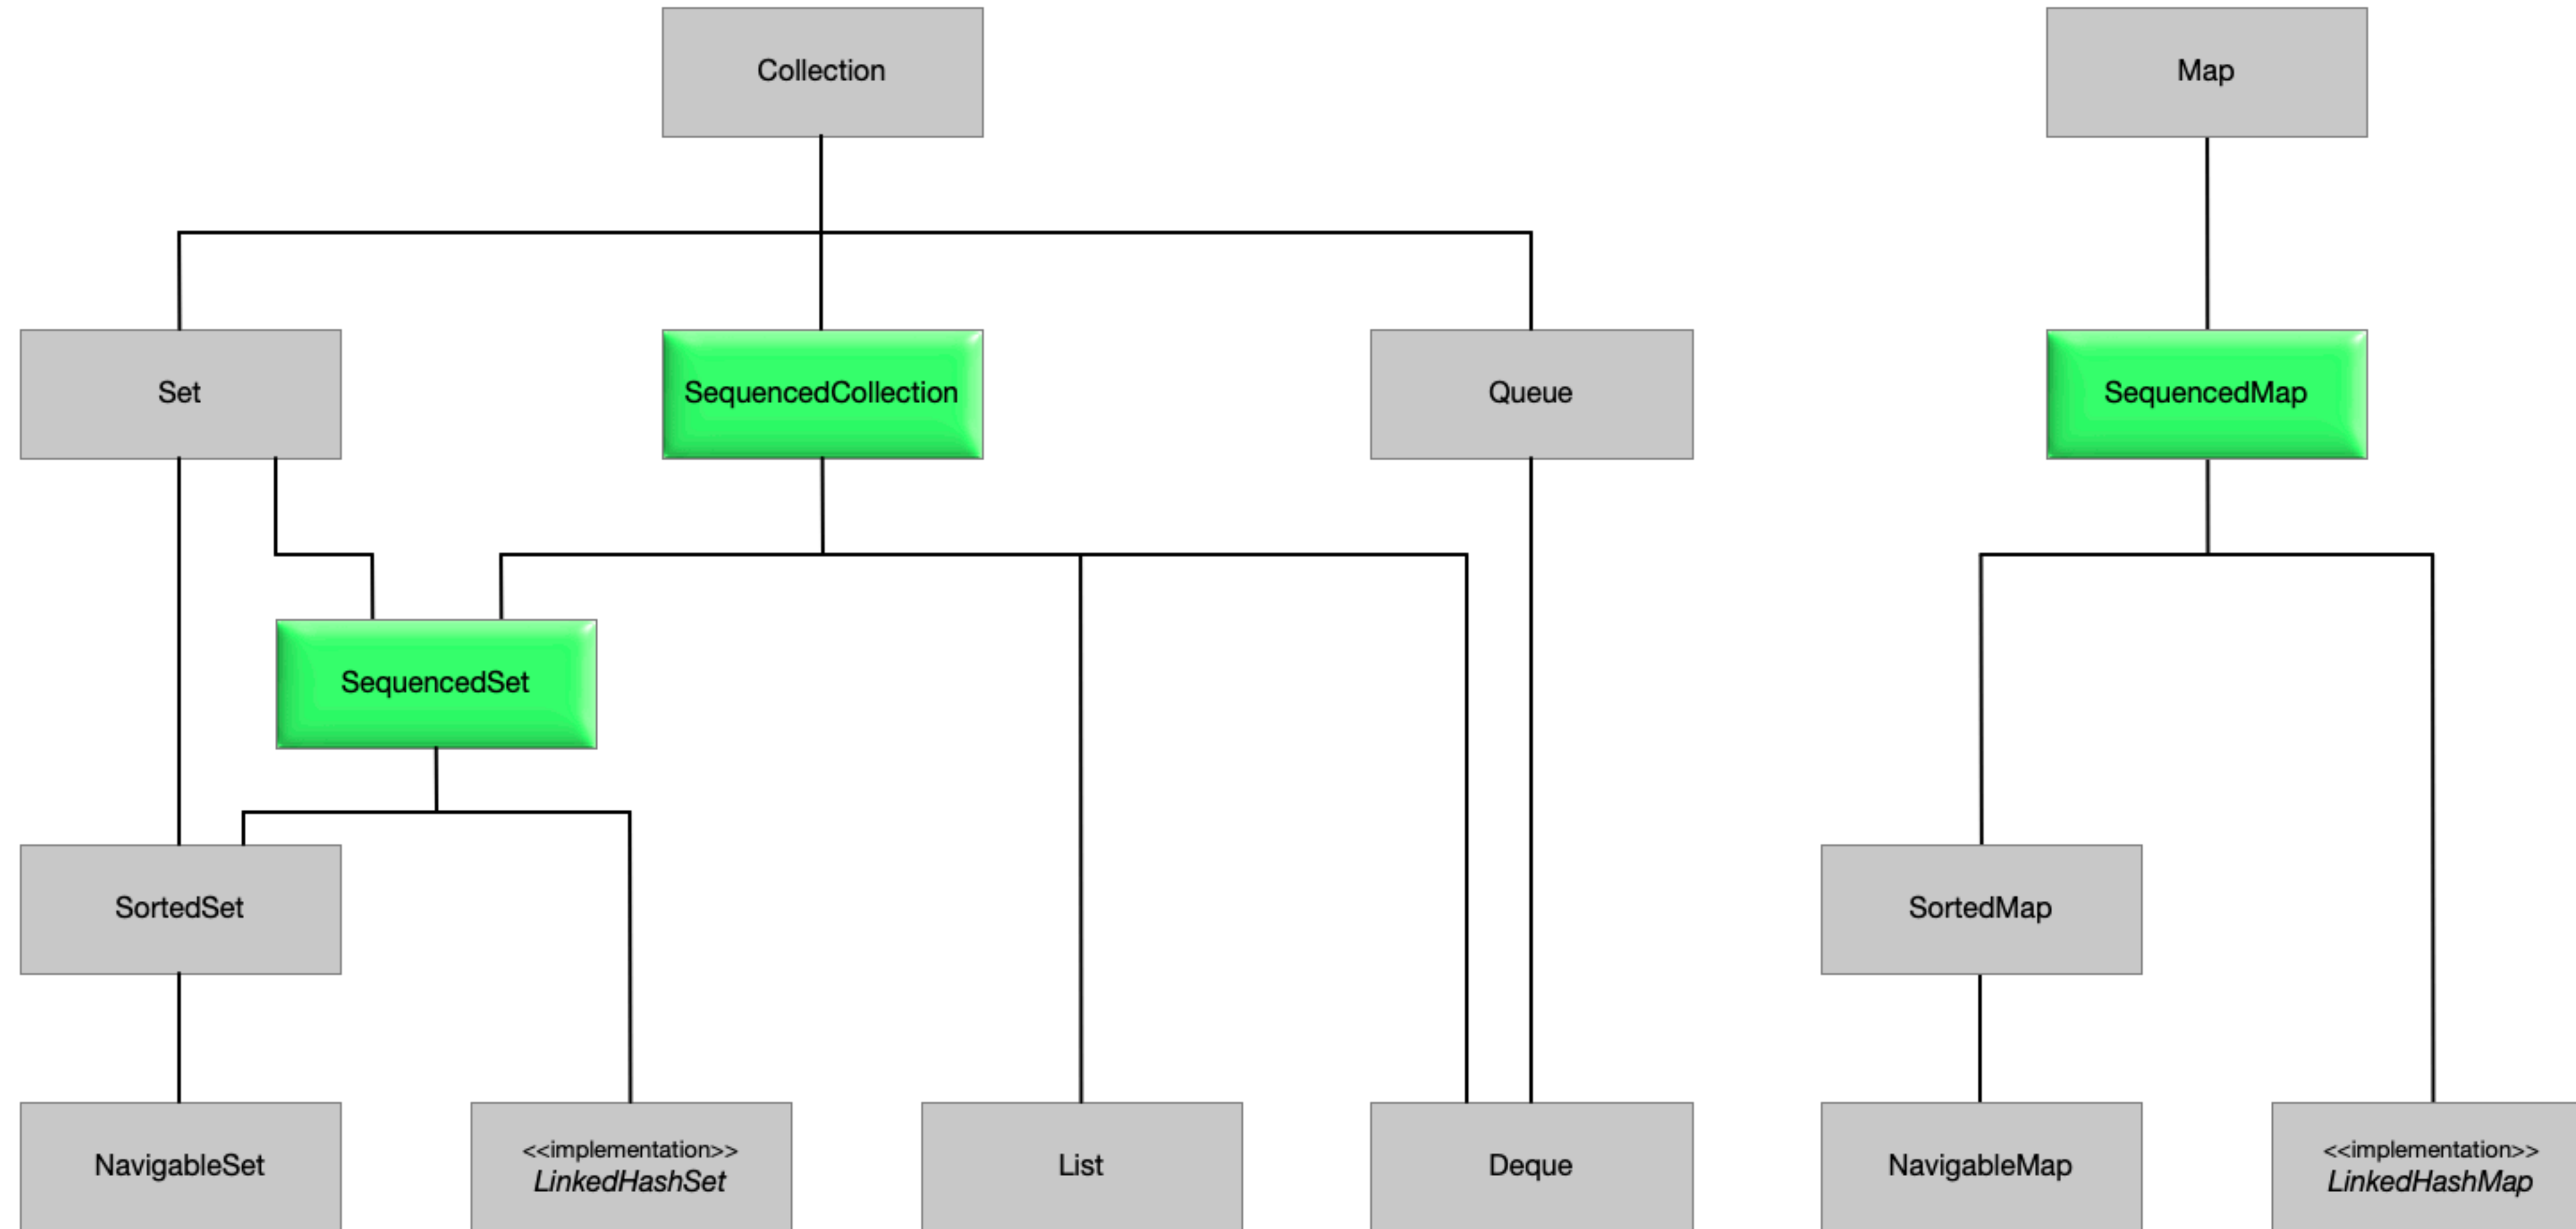 Collection
Map
Set
SequencedCollection
Queue
SequencedMap
SequencedSet
SortedSet
SortedMap
NavigableSet
<<implementation>>
LinkedHashSet
List
Deque
NavigableMap
<<implementation>>
LinkedHashMap